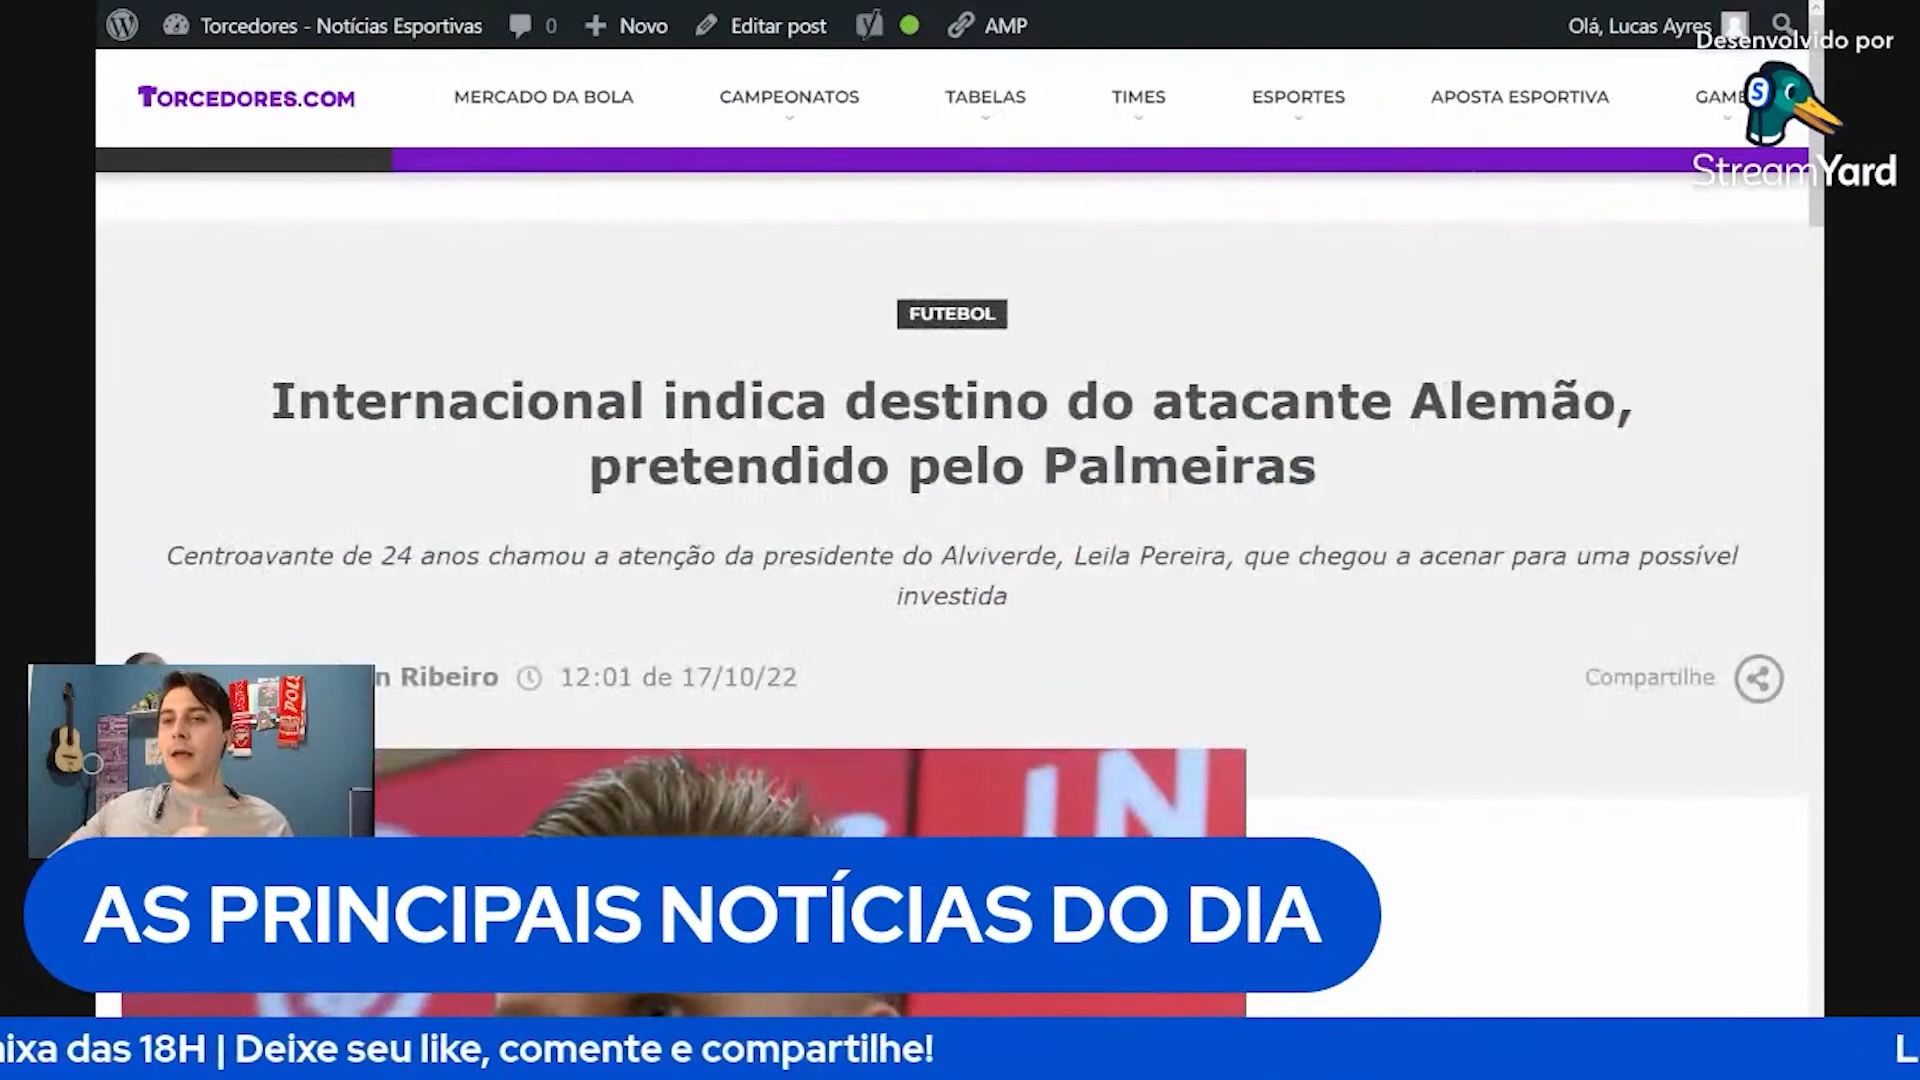 Torcedores - Notícias Esportivas
0
Novo
Editar post
AMP
Olá, Lucas Ayres
Desenvolvido por
StreamYard
TORCEDORES.COM
MERCADO DA BOLA
CAMPEONATOS
TABELAS
TIMES
ESPORTES
APOSTA ESPORTIVA
FUTEBOL
Internacional indica destino do atacante Alemão,
pretendido pelo Palmeiras
Centroavante de 24 anos chamou a atenção da presidente do Alviverde, Leila Pereira, que chegou a acenar para uma possível
investida
Ribeiro
12:01 de 17/10/22
Compartilhe
AS PRINCIPAIS NOTÍCIAS DO DIA
das 18H | Deixe seu like, comente e compartilhe!